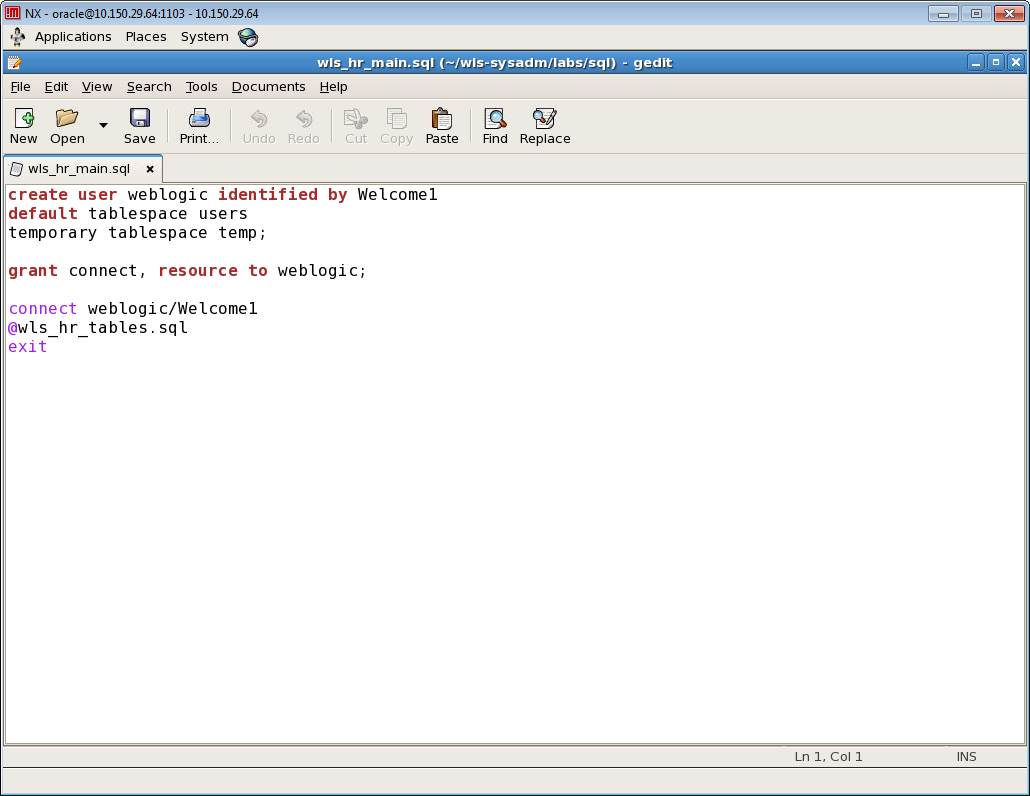 NX - oracle@10.150.29.64:1103 - 10.150.29.64
Applications Places System
wls_hr_main.sql (~/wls-sysadm/labs/sql) - gedit
File Edit View Search Tools Documents Help
New Open Save Print... Undo Redo Cut Copy Paste Find Replace
wls_hr_main.sql
create user weblogic identified by Welcome1
default tablespace users
temporary tablespace temp;
grant connect, resource to weblogic;
connect weblogic/Welcome1
@wls_hr_tables.sql
exit
Ln 1, Col 1 INS